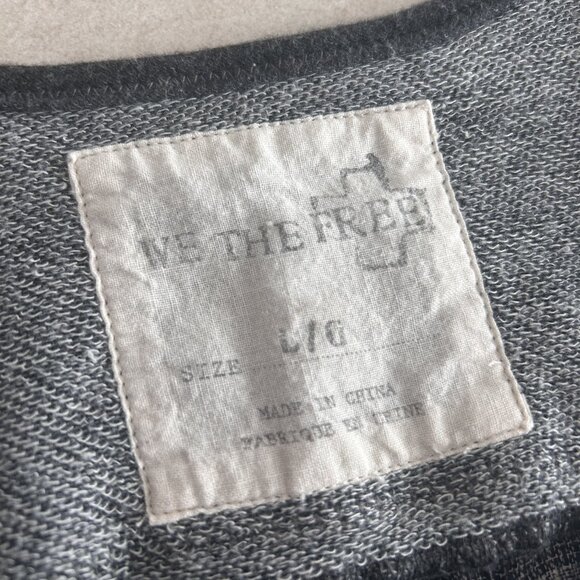 WE THE FREE
SIZE L/G
MADE IN CHINA
FABRIQUE EN CHINE